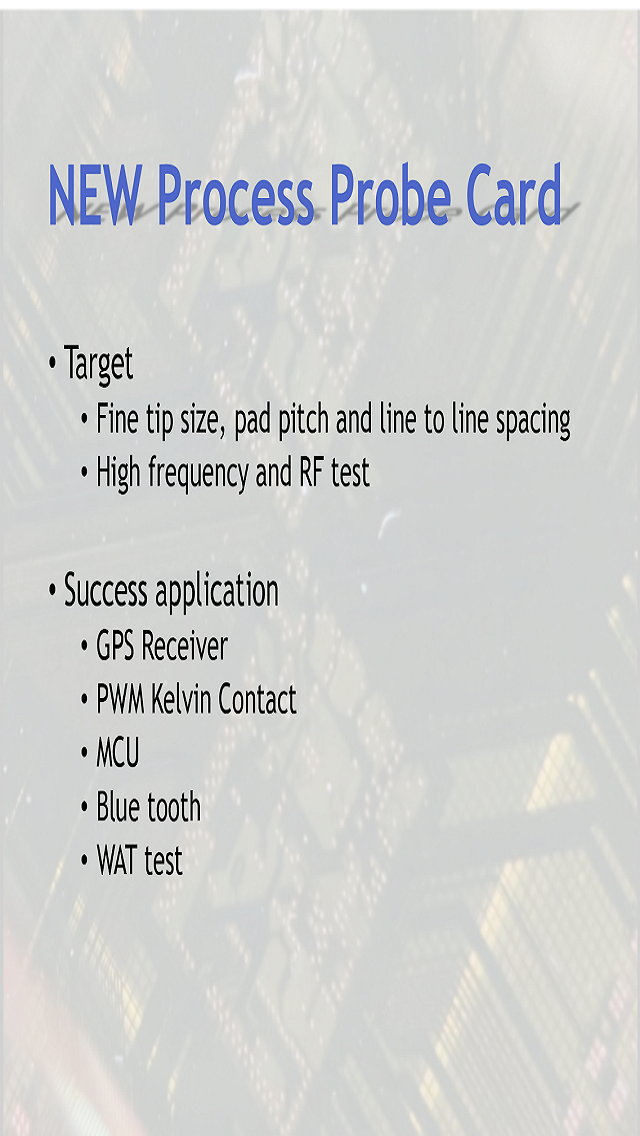 NEW Process Probe Card
• Target
• Fine tip size, pad pitch and line to line spacing
• High frequency and RF test
• Success application
• GPS Receiver
• PWM Kelvin Contact
• MCU
• Blue tooth
• WAT test